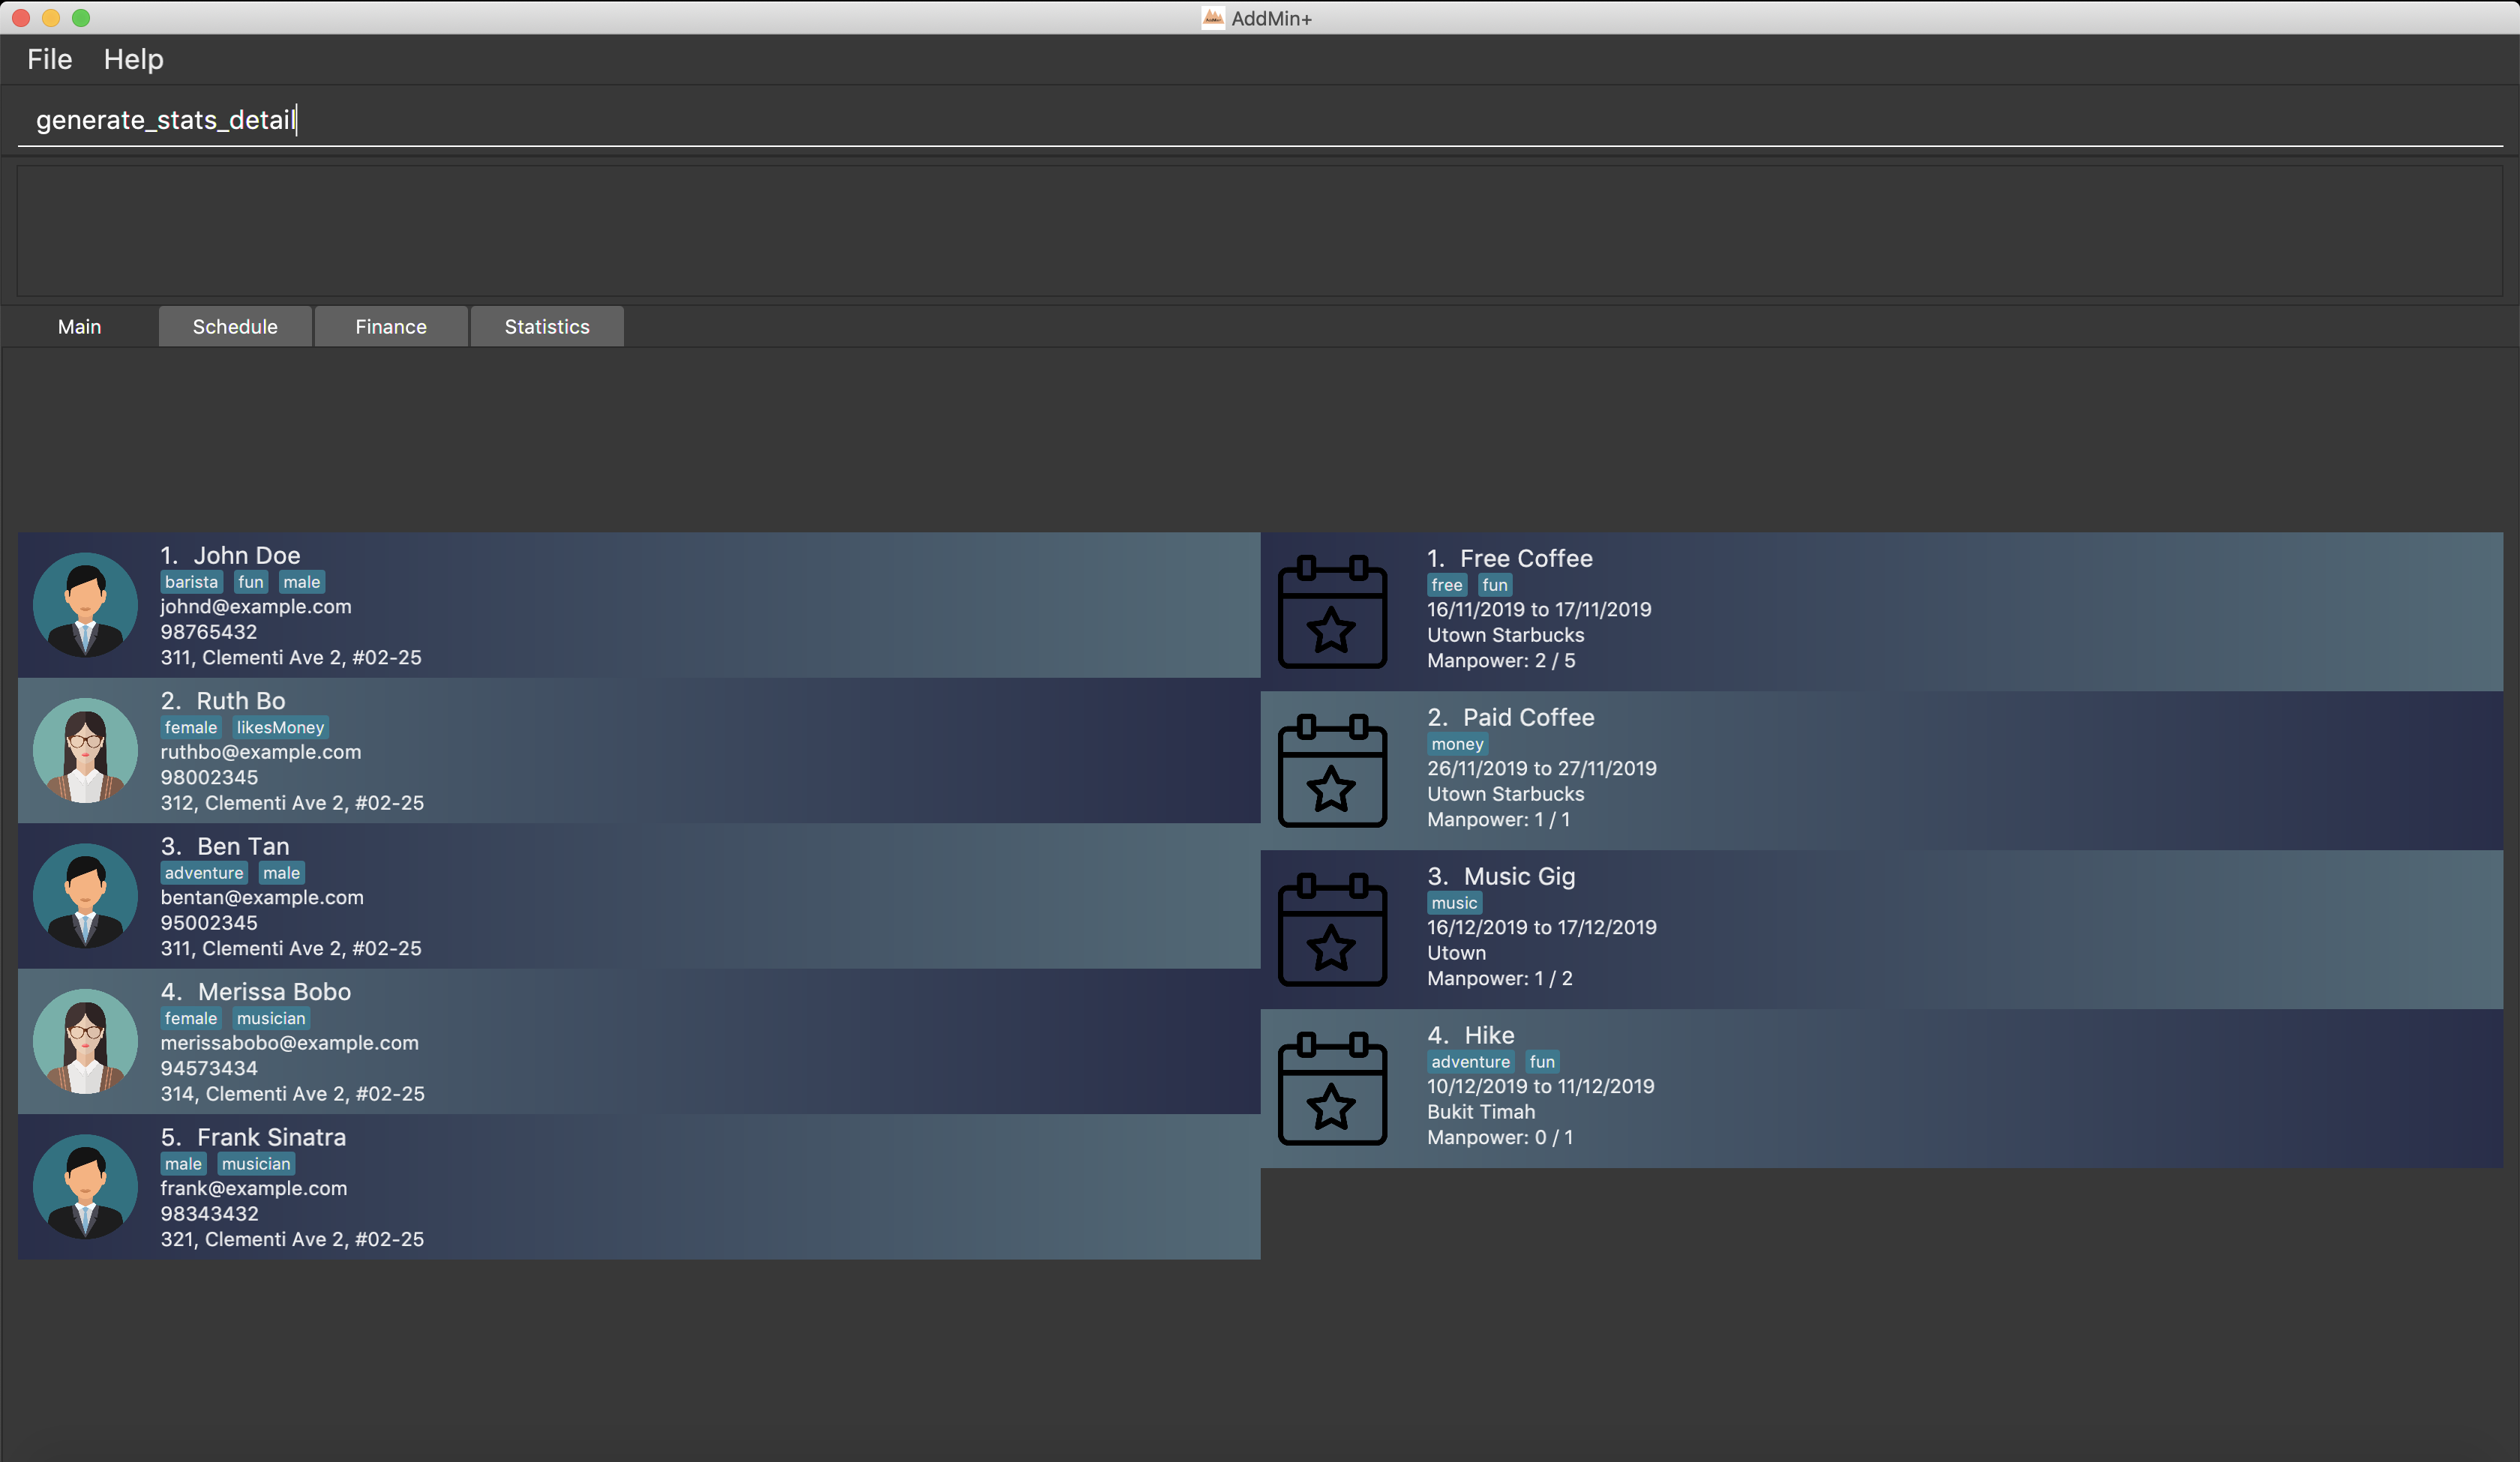 AddMin+
File Help
generate_stats_detail
Main Schedule Finance Statistics
1. John Doe
barista fun male
johnd@example.com
98765432
311, Clementi Ave 2, #02-25
2. Ruth Bo
female likesMoney
ruthbo@example.com
98002345
312, Clementi Ave 2, #02-25
3. Ben Tan
adventure male
bentan@example.com
95002345
311, Clementi Ave 2, #02-25
4. Merissa Bobo
female musician
merissabobo@example.com
94573434
314, Clementi Ave 2, #02-25
5. Frank Sinatra
male musician
frank@example.com
98343432
321, Clementi Ave 2, #02-25
1. Free Coffee
free fun
16/11/2019 to 17/11/2019
Utown Starbucks
Manpower: 2 / 5
2. Paid Coffee
money
26/11/2019 to 27/11/2019
Utown Starbucks
Manpower: 1 / 1
3. Music Gig
music
16/12/2019 to 17/12/2019
Utown
Manpower: 1 / 2
4. Hike
adventure fun
10/12/2019 to 11/12/2019
Bukit Timah
Manpower: 0 / 1